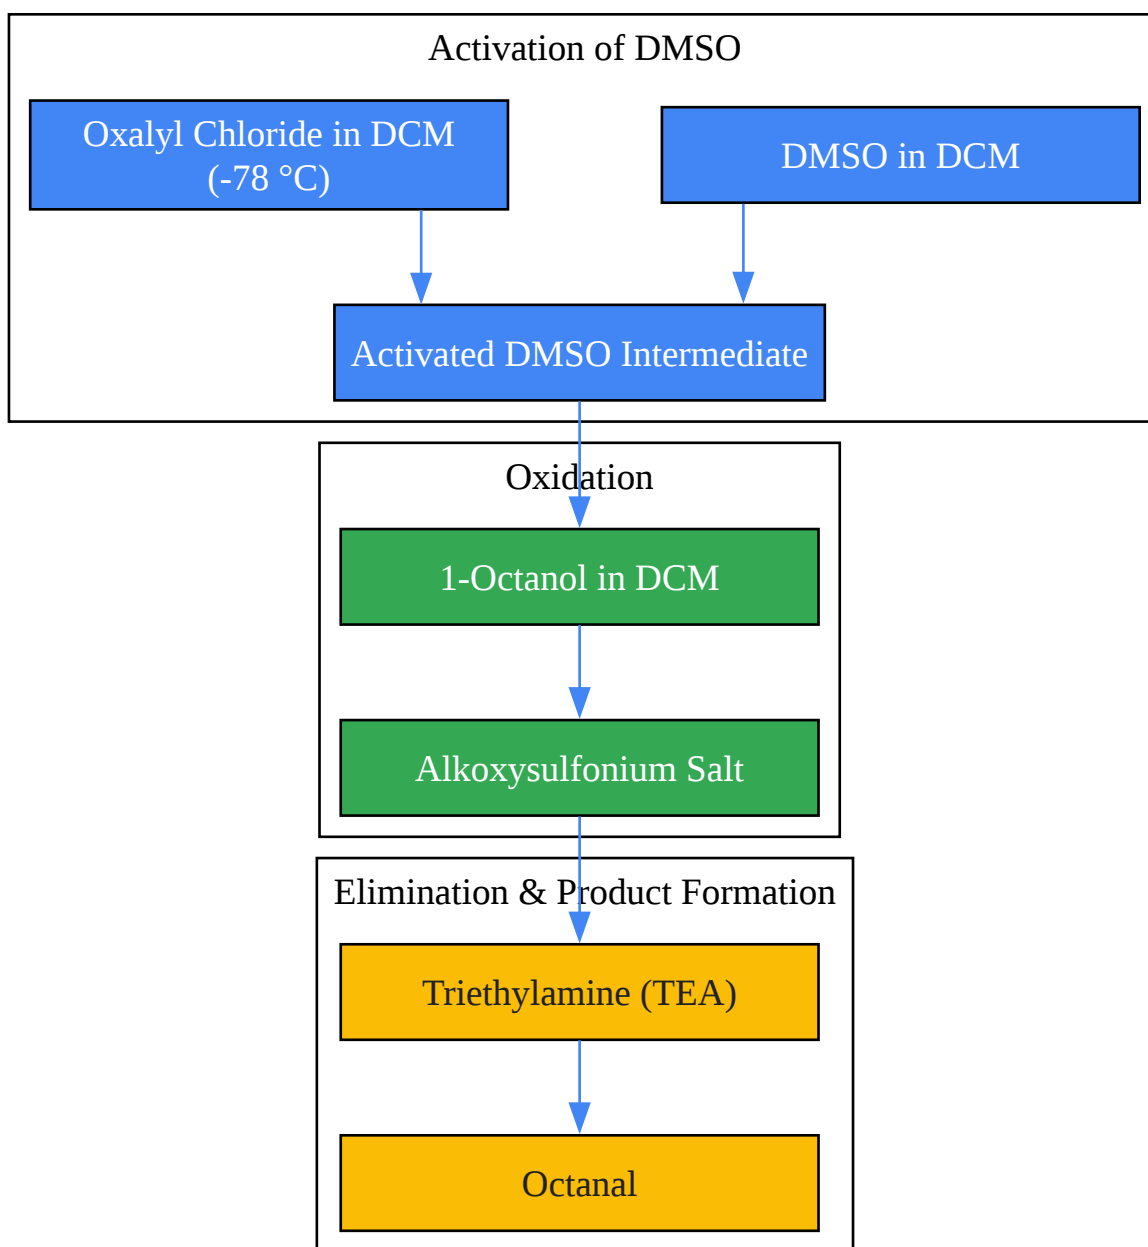 Activation of DMSO
Oxalyl Chloride in DCM
(-78 °C)
DMSO in DCM
Activated DMSO Intermediate
Oxidation
1-Octanol in DCM
Alkoxysulfonium Salt
Elimination & Product Formation
Triethylamine (TEA)
Octanal